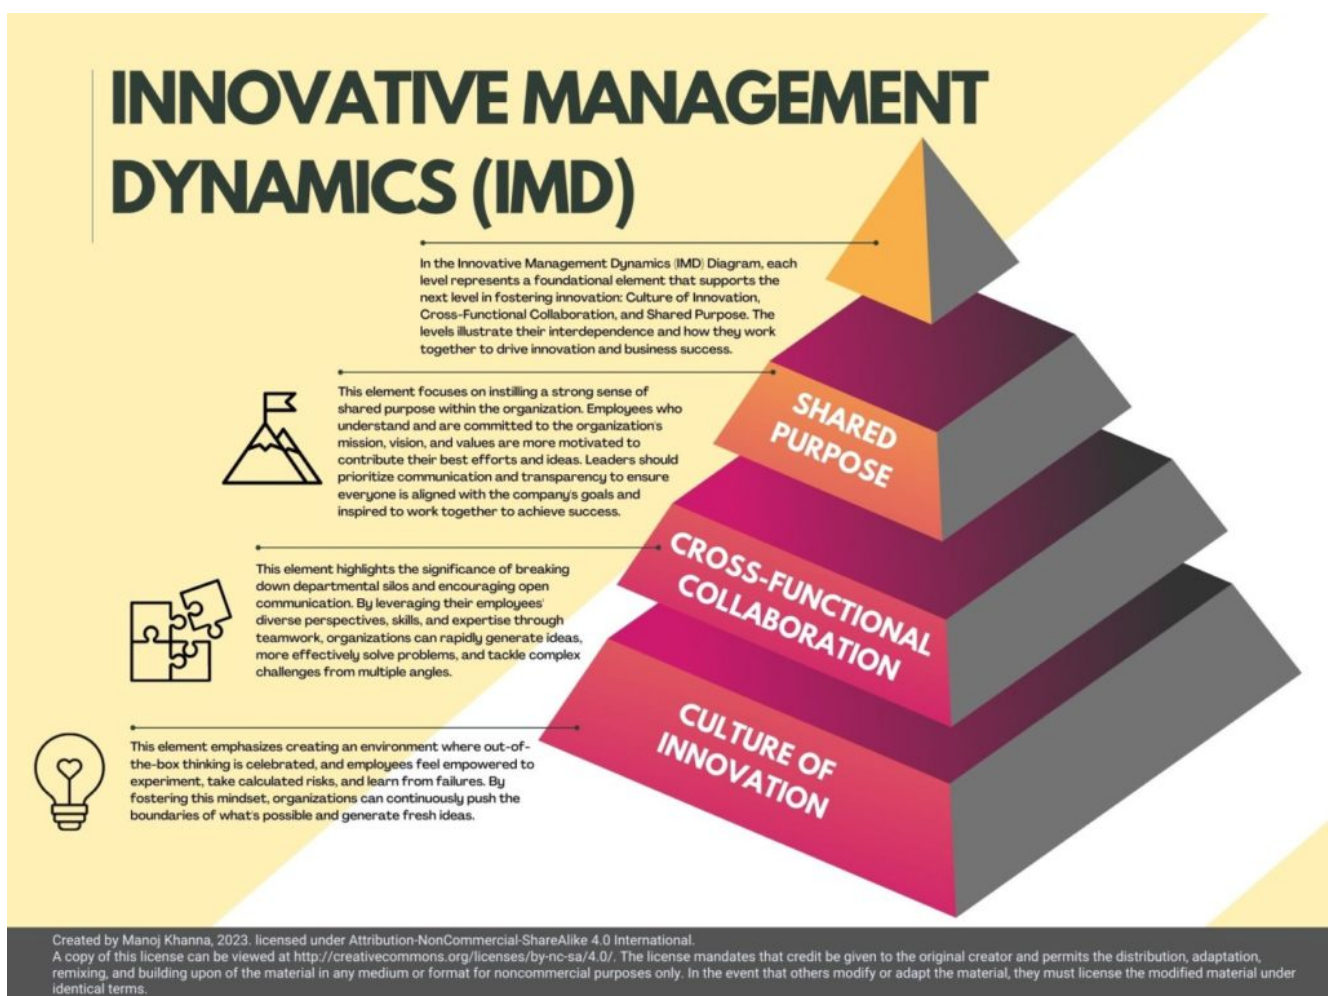 INNOVATIVE MANAGEMENT
DYNAMICS (IMD)
In the Innovative Management Dynamics (IMD) Diagram, each
level represents a foundational element that supports the
next level in fostering innovation: Culture of Innovation,
Cross-Functional Collaboration, and Shared Purpose. The
levels illustrate their interdependence and how they work
together to drive innovation and business success.
This element focuses on instilling a strong sense of
shared purpose within the organization. Employees who
understand and are committed to the organization's
mission, vision, and values are more motivated to
contribute their best efforts and ideas. Leaders should
prioritize communication and transparency to ensure
everyone is aligned with the company's goals and
inspired to work together to achieve success.
SHARED
PURPOSE
This element highlights the significance of breaking
down departmental silos and encouraging open
communication. By leveraging their employees'
diverse perspectives, skills, and expertise through
teamwork, organizations can rapidly generate ideas,
more effectively solve problems, and tackle complex
challenges from multiple angles.
CROSS-FUNCTIONAL
COLLABORATION
This element emphasizes creating an environment where out-of-
the-box thinking is celebrated, and employees feel empowered to
experiment, take calculated risks, and learn from failures. By
fostering this mindset, organizations can continuously push the
boundaries of what's possible and generate fresh ideas.
CULTURE OF
INNOVATION
Created by Manoj Khanna, 2023. licensed under Attribution-NonCommercial-ShareAlike 4.0 International.
A copy of this license can be viewed at http://creativecommons.org/licenses/by-nc-sa/4.0/. The license mandates that credit be given to the original creator and permits the distribution, adaptation,
remixing, and building upon of the material in any medium or format for noncommercial purposes only. In the event that others modify or adapt the material, they must license the modified material under
identical terms.